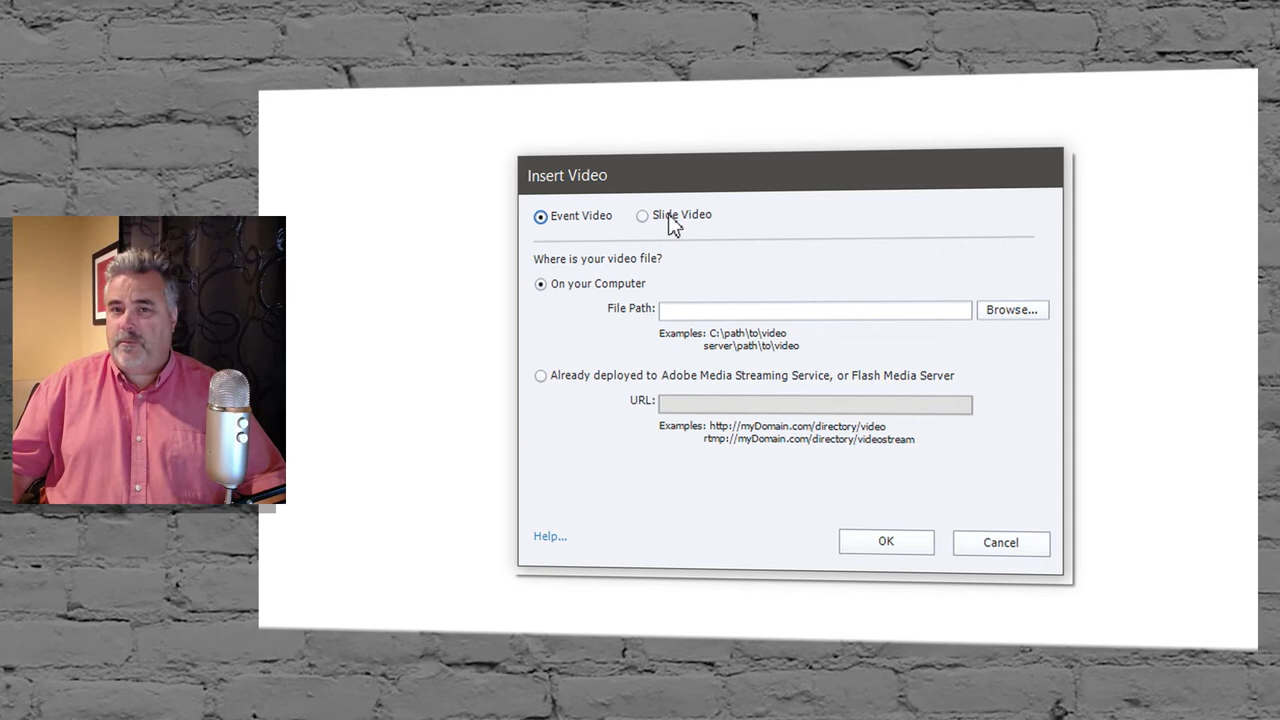 Insert Video
Event Video Slide Video
Where is your video file?
On your Computer
File Path: Browse...
Examples: C:\path\to\video
server\path\to\video
Already deployed to Adobe Media Streaming Service, or Flash Media Server
URL:
Examples: http://myDomain.com/directory/video
rtmp://myDomain.com/directory/videostream
Help... OK Cancel